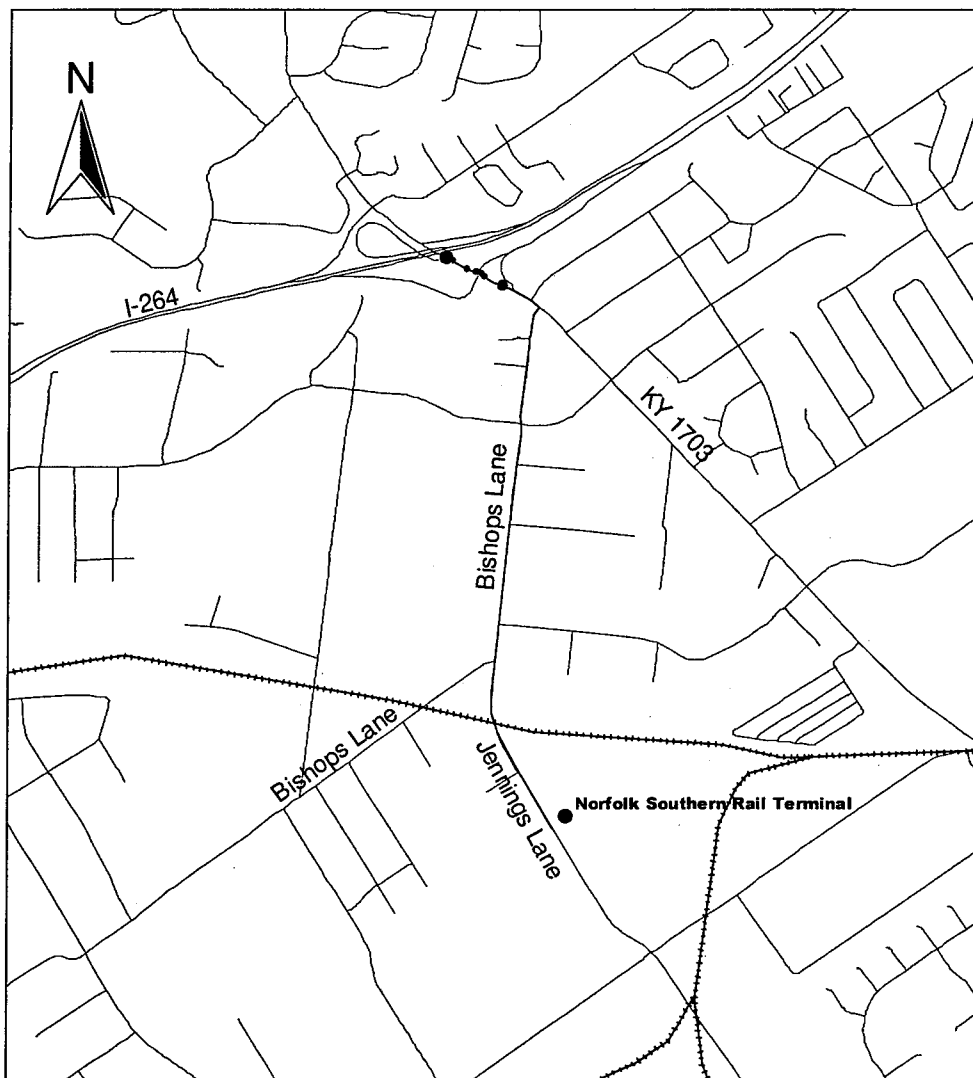 N
I-264
KY 1703
Bishops Lane
Bishops Lane
Jennings Lane
Norfolk Southern Rail Terminal